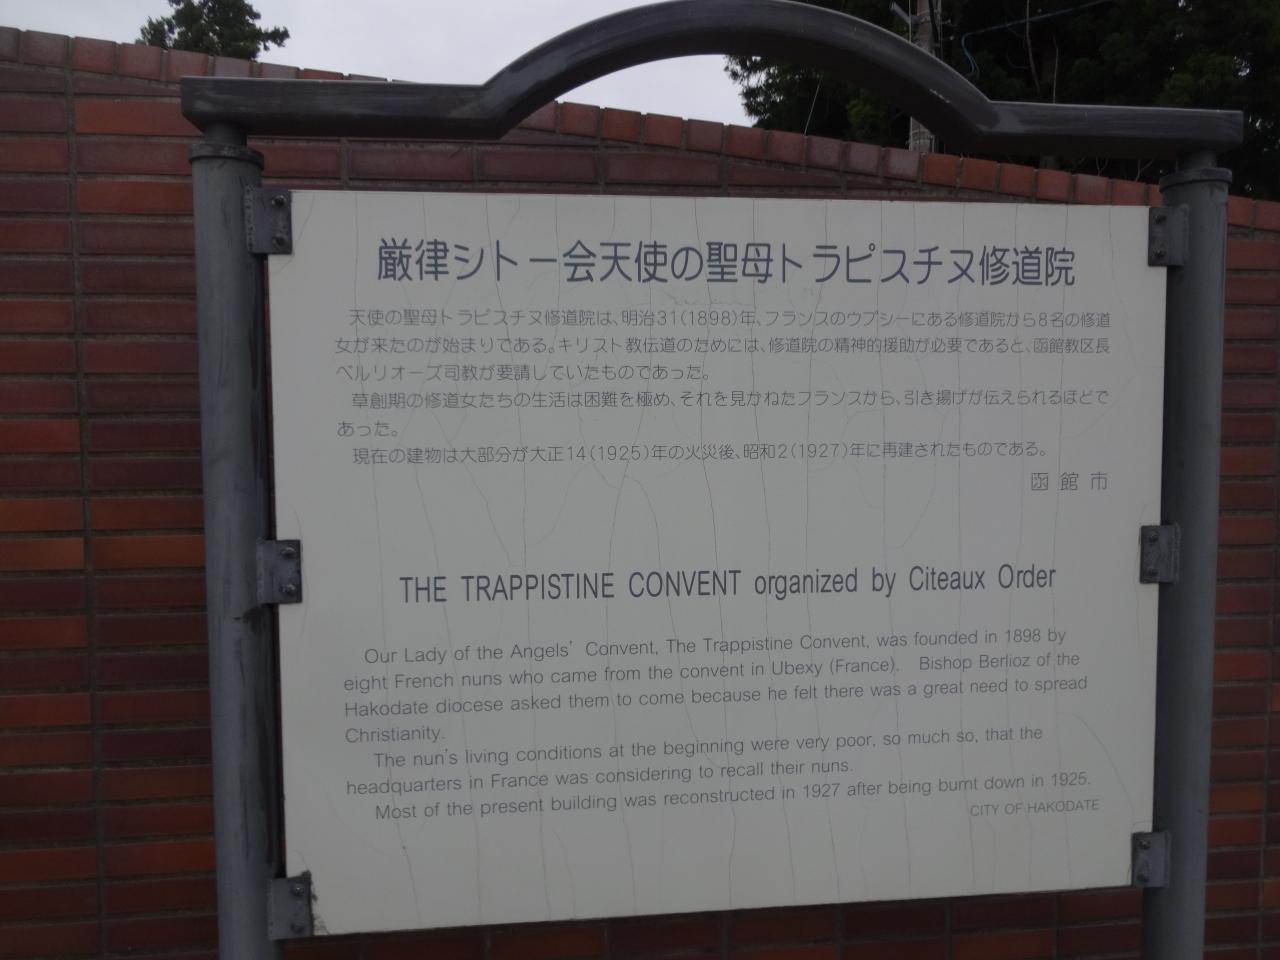 厳律シトー会天使の聖母トラピスチヌ修道院
天使の聖母トラピスチヌ修道院は、明治31(1898)年、フランスのウプシーにある修道院から8名の修道
女が来たのが始まりである。キリスト教伝道のためには、修道院の精神的援助が必要であると、函館教区長
ベルリオーズ司教が要請していたものであった。
草創期の修道女たちの生活は困難を極め、それを見かねたフランスから、引き揚げが伝えられるほどで
あった。
現在の建物は大部分が大正14(1925)年の火災後、昭和2(1927)年に再建されたものである。
函館市
THE TRAPPISTINE CONVENT organized by Citeaux Order
Our Lady of the Angels' Convent, The Trappistine Convent, was founded in 1898 by
eight French nuns who came from the convent in Ubexy (France). Bishop Berlioz of the
Hakodate diocese asked them to come because he felt there was a great need to spread
Christianity.
The nun's living conditions at the beginning were very poor, so much so, that the
headquarters in France was considering to recall their nuns.
Most of the present building was reconstructed in 1927 after being burnt down in 1925.
CITY OF HAKODATE